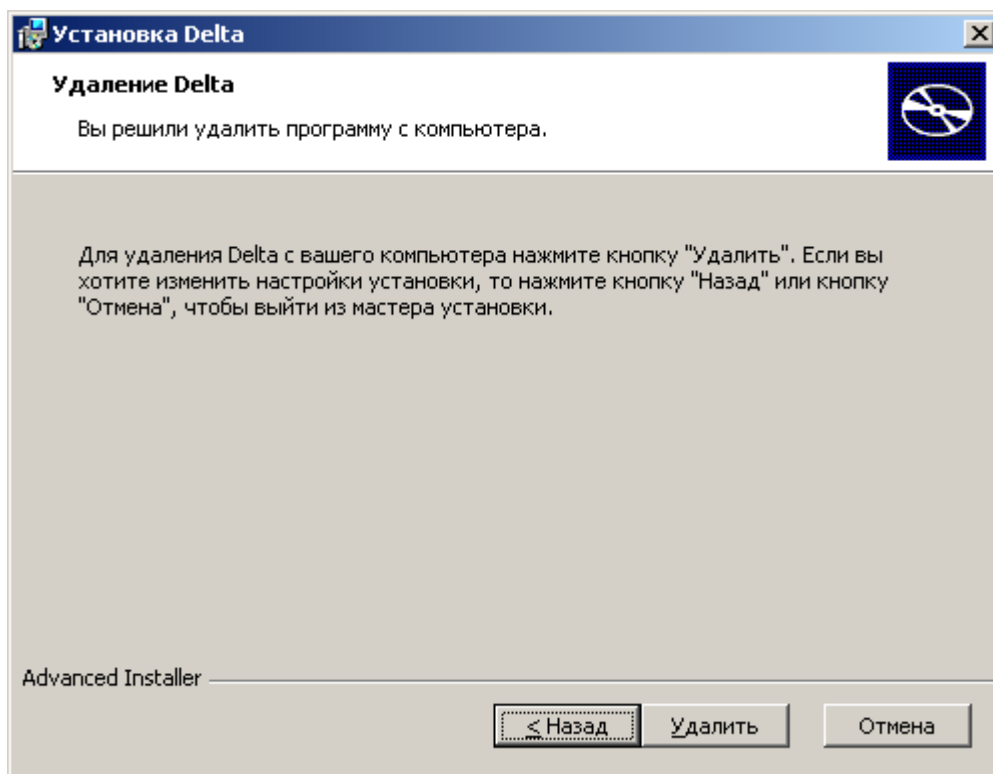 Установка Delta
Удаление Delta
Вы решили удалить программу с компьютера.
Для удаления Delta с вашего компьютера нажмите кнопку "Удалить". Если вы
хотите изменить настройки установки, то нажмите кнопку "Назад" или кнопку
"Отмена", чтобы выйти из мастера установки.
Advanced Installer
< Назад
Удалить
Отмена